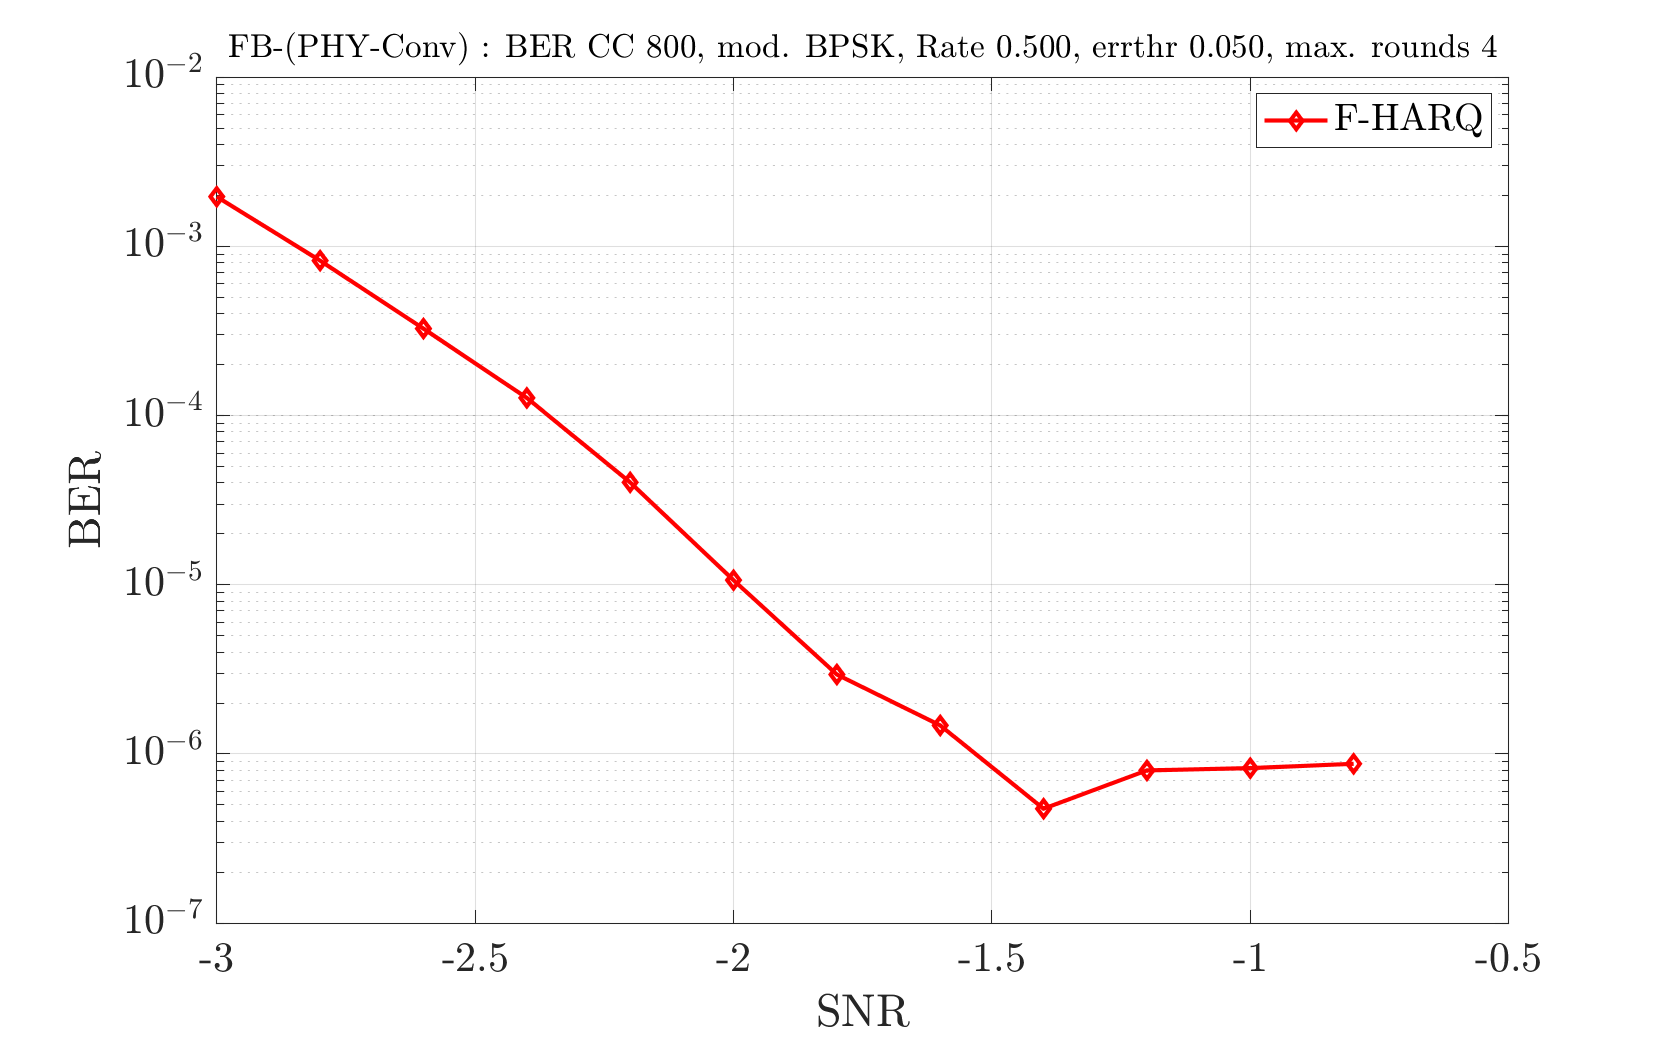 FB-(PHY-Conv) : BER CC 800, mod. BPSK, Rate 0.500, errthr 0.050, max. rounds 4
F-HARQ
10⁻²
10⁻³
10⁻⁴
10⁻⁵
10⁻⁶
10⁻⁷
BER
-3 -2.5 -2 -1.5 -1 -0.5
SNR